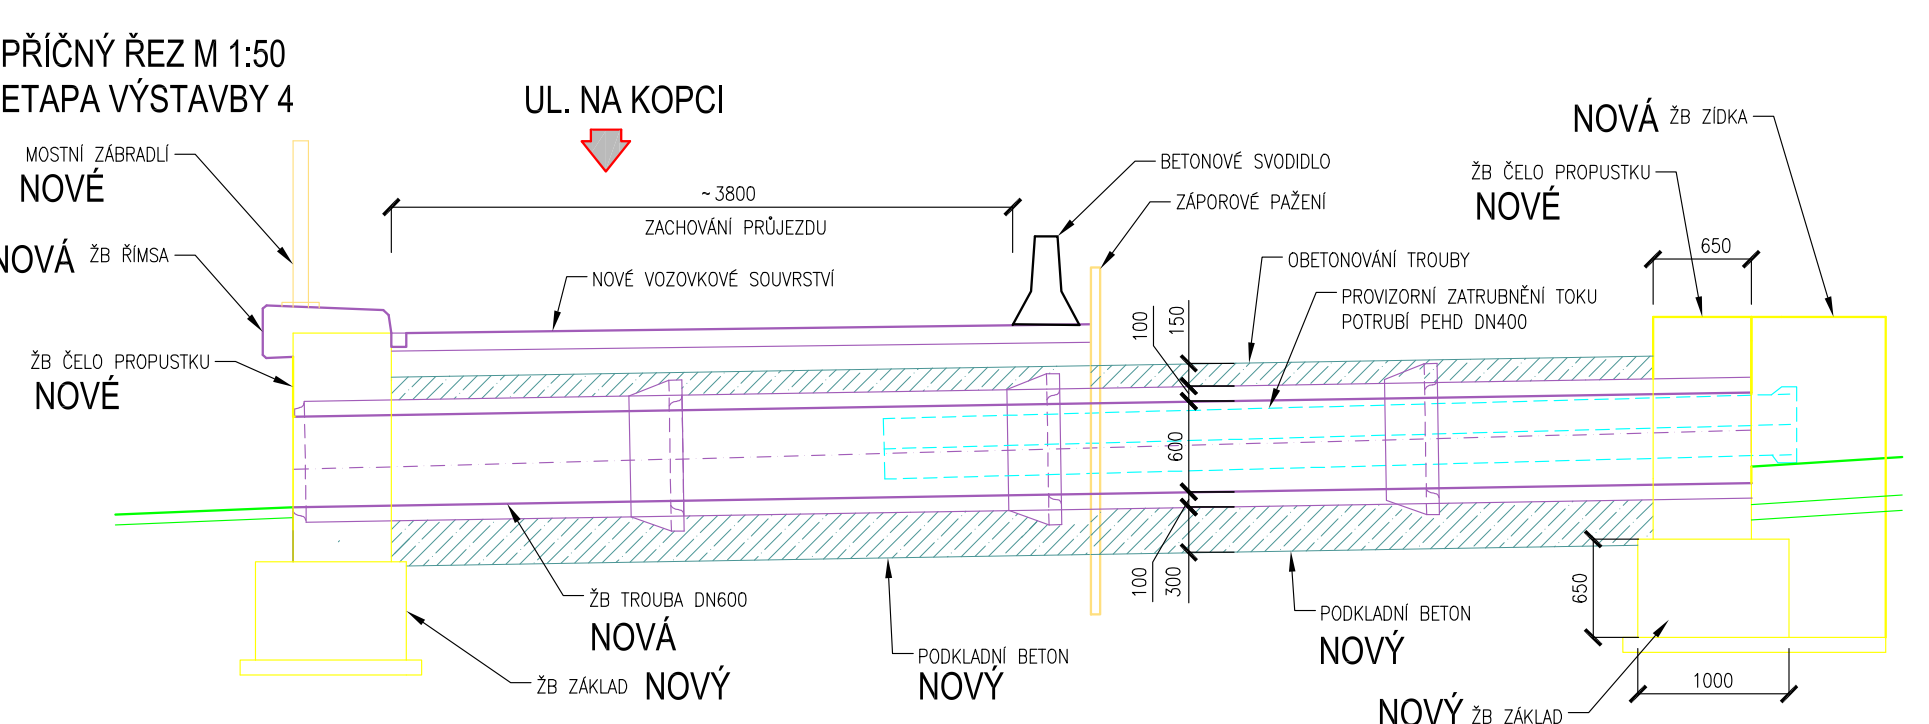 PŘÍČNÝ ŘEZ M 1:50
ETAPA VÝSTAVBY 4
UL. NA KOPCI
MOSTNÍ ZÁBRADLÍ
NOVÉ
NOVÁ ŽB ŘÍMSA
ŽB ČELO PROPUSTKU
NOVÉ
~3800
ZACHOVÁNÍ PRŮJEZDU
NOVÉ VOZOVKOVÉ SOUVRSTVÍ
BETONOVÉ SVODIDLO
ZÁPOROVÉ PAŽENÍ
OBETONOVÁNÍ TROUBY
PROVIZORNÍ ZATRUBNĚNÍ TOKU
POTRUBÍ PEHD DN400
NOVÁ ŽB ZÍDKA
ŽB ČELO PROPUSTKU
NOVÉ
650
100
150
600
100
300
650
1000
ŽB TROUBA DN600
NOVÁ
ŽB ZÁKLAD NOVÝ
PODKLADNÍ BETON
NOVÝ
PODKLADNÍ BETON
NOVÝ
NOVÝ ŽB ZÁKLAD